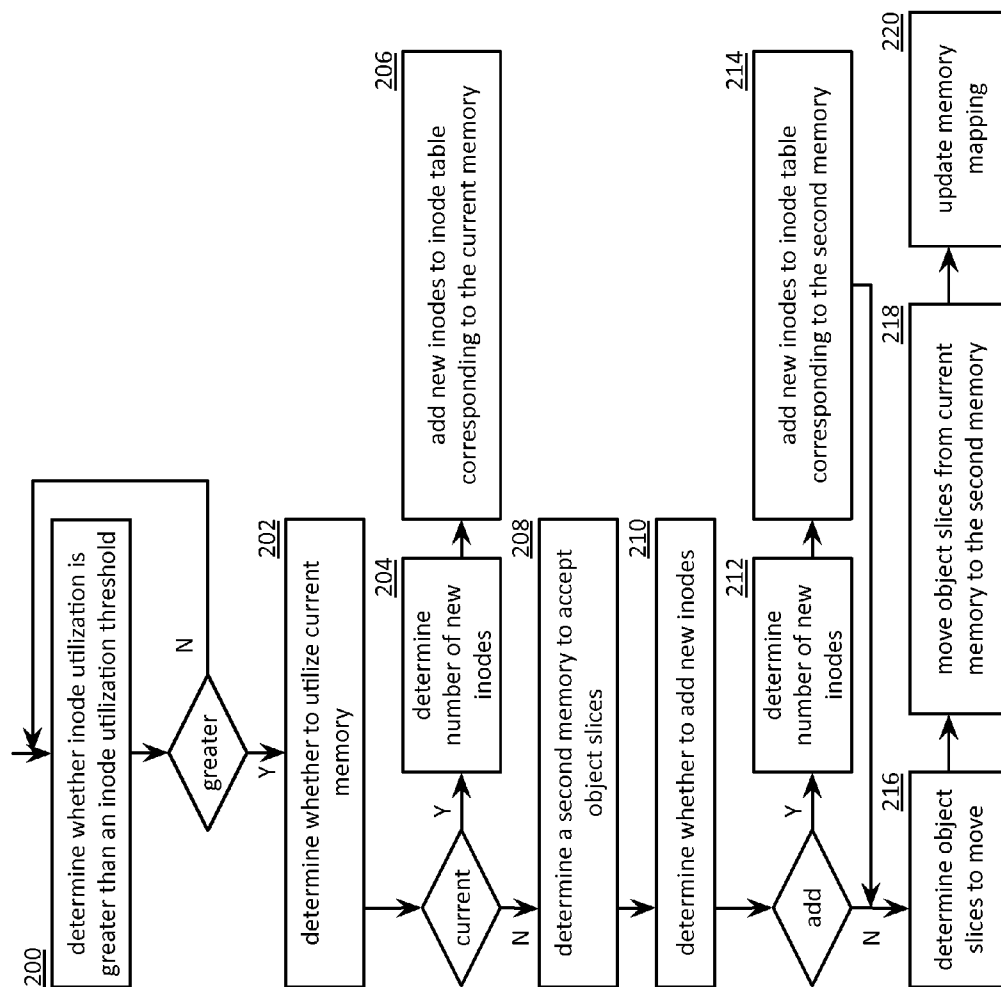 200
determine whether inode utilization is
greater than an inode utilization threshold
greater
N
Y
202
determine whether to utilize current
memory
current
Y
N
204
determine
number of new
inodes
206
add new inodes to inode table
corresponding to the current memory
208
determine a second memory to accept
object slices
210
determine whether to add new inodes
add
Y
N
212
determine
number of new
inodes
214
add new inodes to inode table
corresponding to the second memory
216
determine object
slices to move
218
move object slices from current
memory to the second memory
220
update memory
mapping